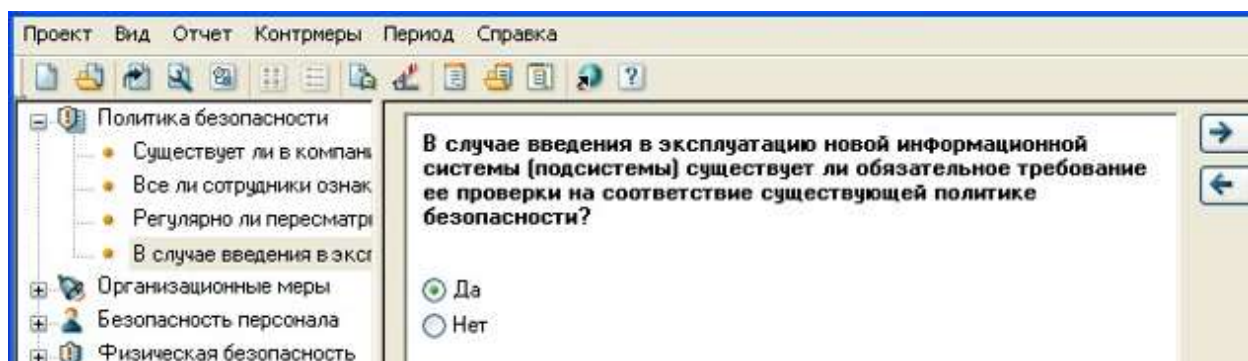 Проект Вид Отчет Контрмеры Период Справка
Политика безопасности
Существует ли в компани
Все ли сотрудники ознак
Регулярно ли пересматри
В случае введения в эксп
Организационные меры
Безопасность персонала
Физическая безопасность
В случае введения в эксплуатацию новой информационной
системы (подсистемы) существует ли обязательное требование
ее проверки на соответствие существующей политике
безопасности?
Да
Нет